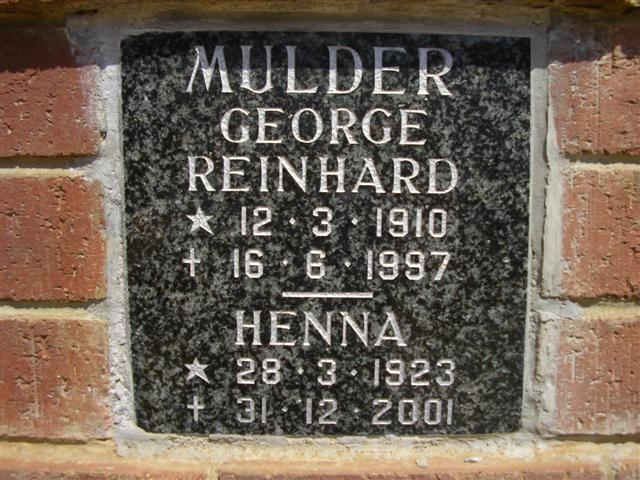 MULDER
GEORGE
REINHARD
★ 12 · 3 · 1910
† 16 · 6 · 1997
HENNA
★ 28 · 3 · 1923
† 31 · 12 · 2001